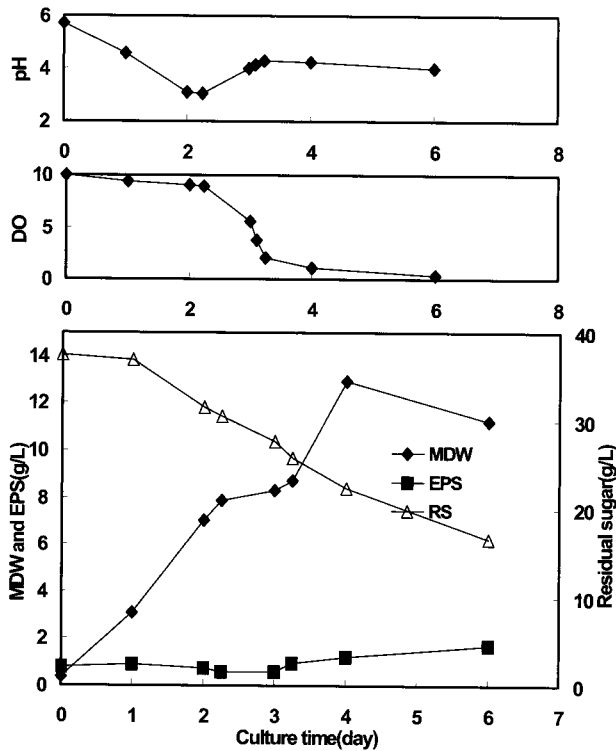 6
4
2
pH
0 2 4 6 8
10
5
0
DO
0 2 4 6 8
14
12
10
8
6
4
2
0
MDW and EPS(g/L)
40
30
20
10
0
Residual sugar(g/L)
MDW
EPS
RS
0 1 2 3 4 5 6 7
Culture time(day)